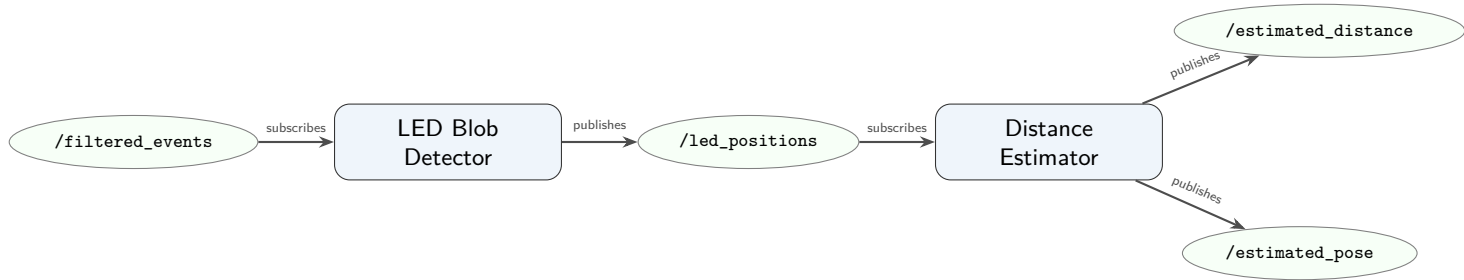 /filtered_events
subscribes
LED Blob
Detector
publishes
/led_positions
subscribes
Distance
Estimator
publishes
/estimated_distance
publishes
/estimated_pose